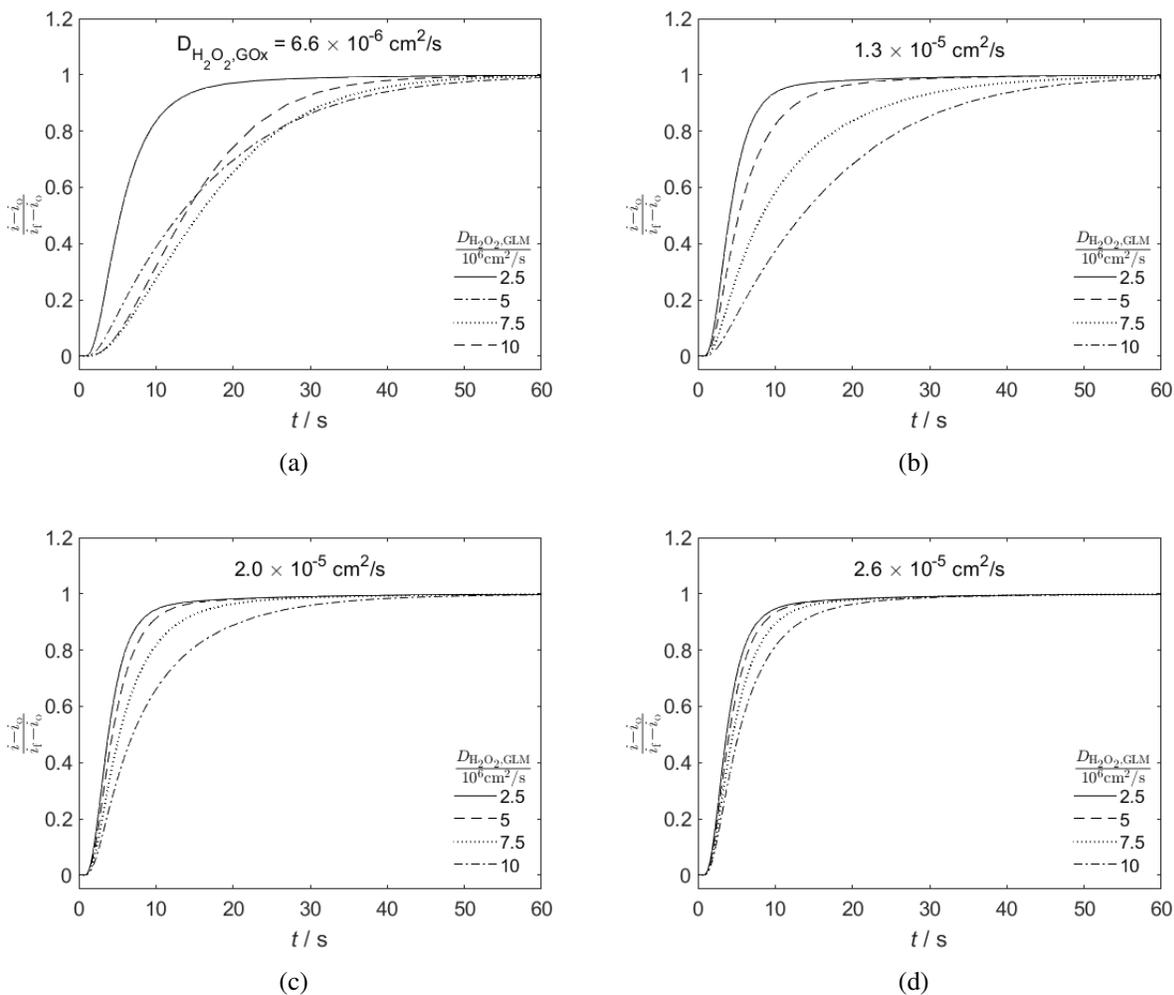 D_{H_2O_2,GOx} = 6.6 × 10^{-6} cm^2/s
1.2
1
0.8
0.6
0.4
0.2
0
\frac{i-i_o}{i_f-i_o}
\frac{D_{H_2O_2,GLM}}{10^6 cm^2/s}
2.5
5
7.5
10
0 10 20 30 40 50 60
t / s
(a)
1.3 × 10^{-5} cm^2/s
1.2
1
0.8
0.6
0.4
0.2
0
\frac{i-i_o}{i_f-i_o}
\frac{D_{H_2O_2,GLM}}{10^6 cm^2/s}
2.5
5
7.5
10
0 10 20 30 40 50 60
t / s
(b)
2.0 × 10^{-5} cm^2/s
1.2
1
0.8
0.6
0.4
0.2
0
\frac{i-i_o}{i_f-i_o}
\frac{D_{H_2O_2,GLM}}{10^6 cm^2/s}
2.5
5
7.5
10
0 10 20 30 40 50 60
t / s
(c)
2.6 × 10^{-5} cm^2/s
1.2
1
0.8
0.6
0.4
0.2
0
\frac{i-i_o}{i_f-i_o}
\frac{D_{H_2O_2,GLM}}{10^6 cm^2/s}
2.5
5
7.5
10
0 10 20 30 40 50 60
t / s
(d)